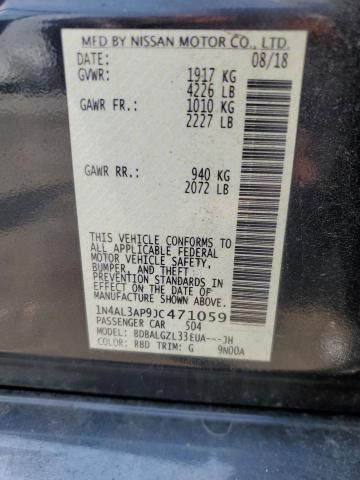 MFD BY NISSAN MOTOR CO., LTD.
DATE: 08/18
GVWR: 1917 KG
4226 LB
GAWR FR.: 1010 KG
2227 LB
GAWR RR.: 940 KG
2072 LB
THIS VEHICLE CONFORMS TO
ALL APPLICABLE FEDERAL
MOTOR VEHICLE SAFETY,
BUMPER, AND THEFT
PREVENTION STANDARDS IN
EFFECT ON THE DATE OF
MANUFACTURE SHOWN ABOVE.
1N4AL3AP9JC471059
PASSENGER CAR S04
MODEL: BDBALGZL33EUA---JH
COLOR: RBD TRIM: G 9N00A